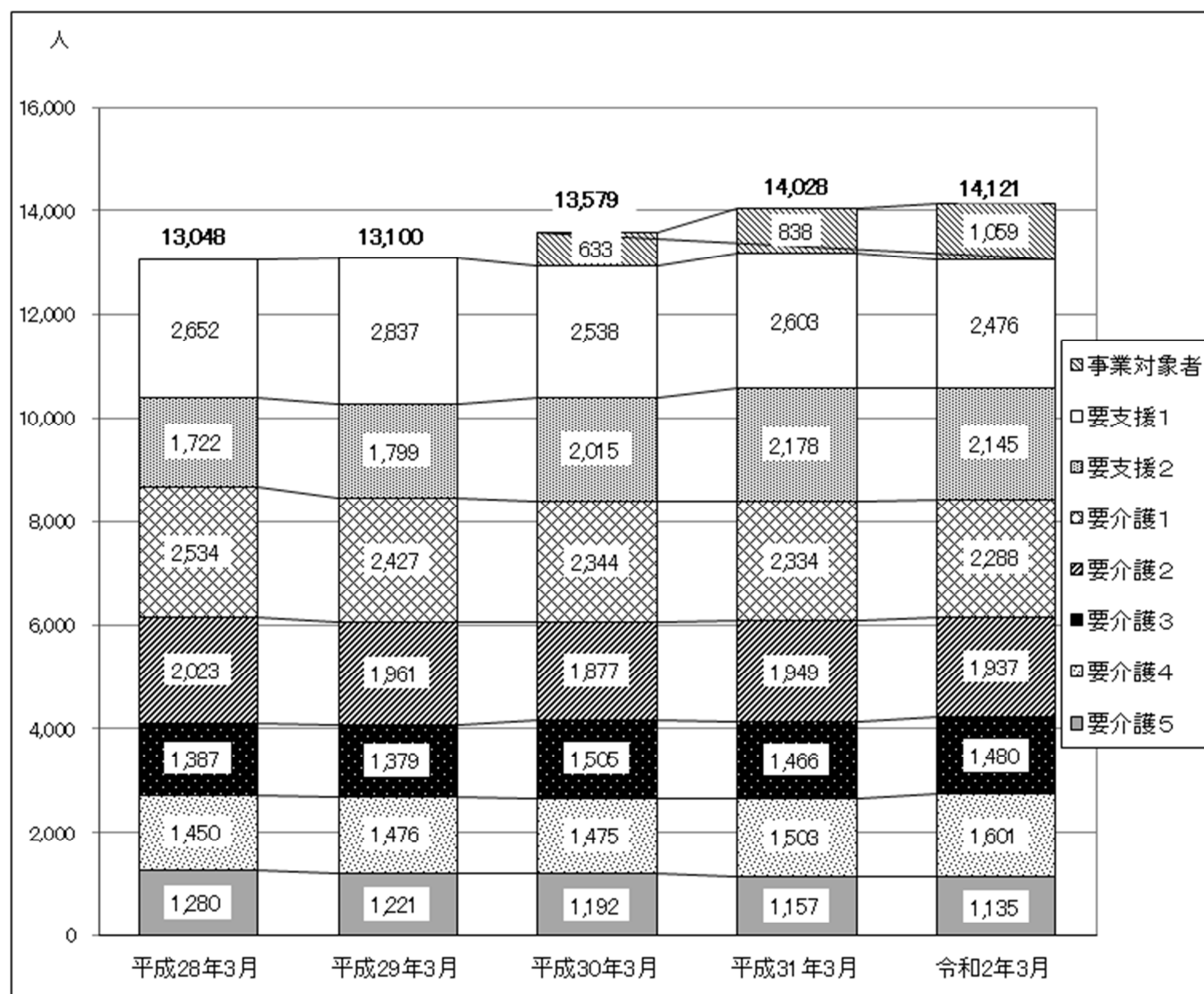 人
16,000
14,000
12,000
10,000
8,000
6,000
4,000
2,000
0
13,048 13,100 13,579 14,028 14,121
633 838 1,059
2,652 2,837 2,538 2,603 2,476
1,722 1,799 2,015 2,178 2,145
2,534 2,427 2,344 2,334 2,288
2,023 1,961 1,877 1,949 1,937
1,387 1,379 1,505 1,466 1,480
1,450 1,476 1,475 1,503 1,601
1,280 1,221 1,192 1,157 1,135
平成28年3月 平成29年3月 平成30年3月 平成31年3月 令和2年3月
事業対象者
要支援1
要支援2
要介護1
要介護2
要介護3
要介護4
要介護5